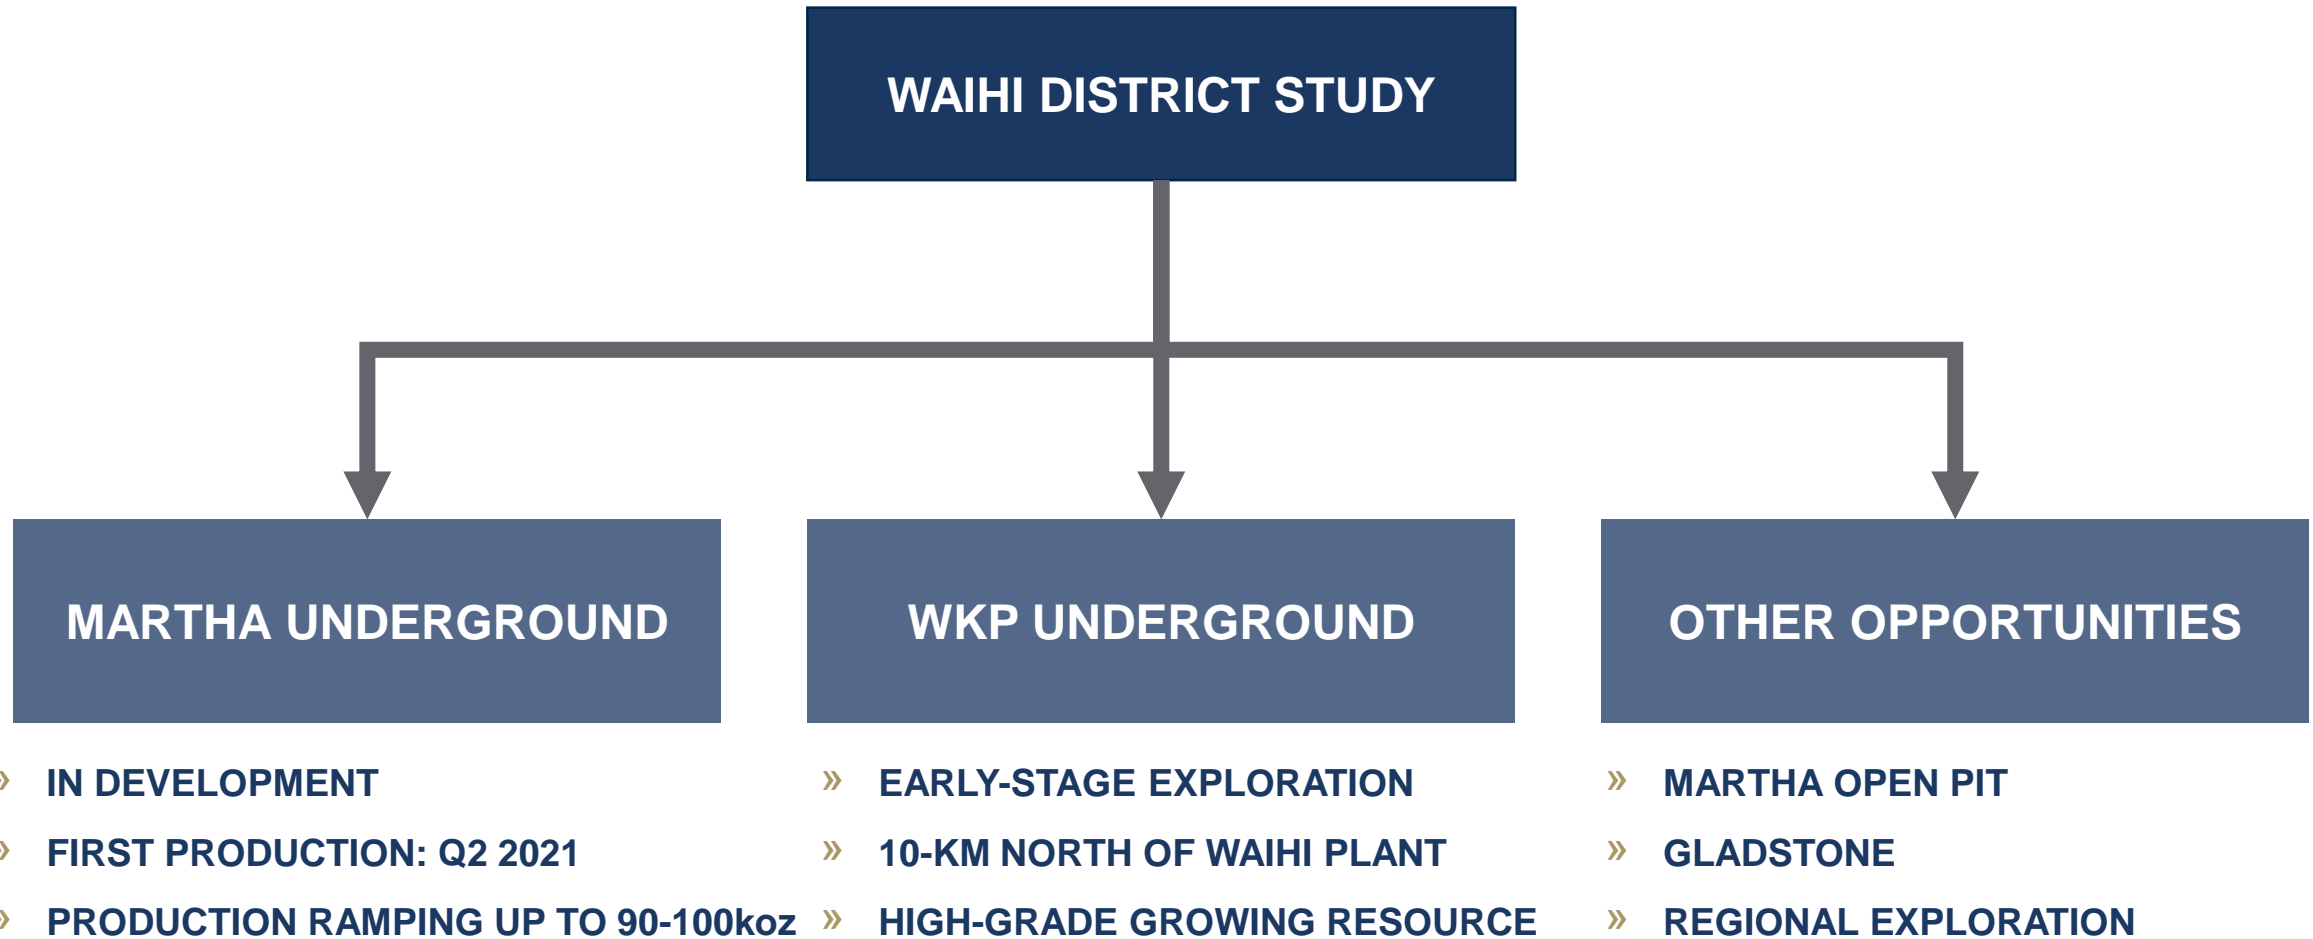 WAIHI DISTRICT STUDY
MARTHA UNDERGROUND
» IN DEVELOPMENT
» FIRST PRODUCTION: Q2 2021
» PRODUCTION RAMPING UP TO 90-100koz
WKP UNDERGROUND
» EARLY-STAGE EXPLORATION
» 10-KM NORTH OF WAIHI PLANT
» HIGH-GRADE GROWING RESOURCE
OTHER OPPORTUNITIES
» MARTHA OPEN PIT
» GLADSTONE
» REGIONAL EXPLORATION